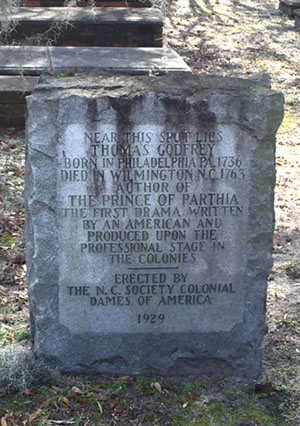 NEAR THIS SPOT LIES
THOMAS GODFREY
BORN IN PHILADELPHIA PA. 1736
DIED IN WILMINGTON N.C. 1763
AUTHOR OF
THE PRINCE OF PARTHIA
THE FIRST DRAMA WRITTEN
BY AN AMERICAN AND
PRODUCED UPON THE
PROFESSIONAL STAGE IN
THE COLONIES
ERECTED BY
THE N.C. SOCIETY COLONIAL
DAMES OF AMERICA
1929